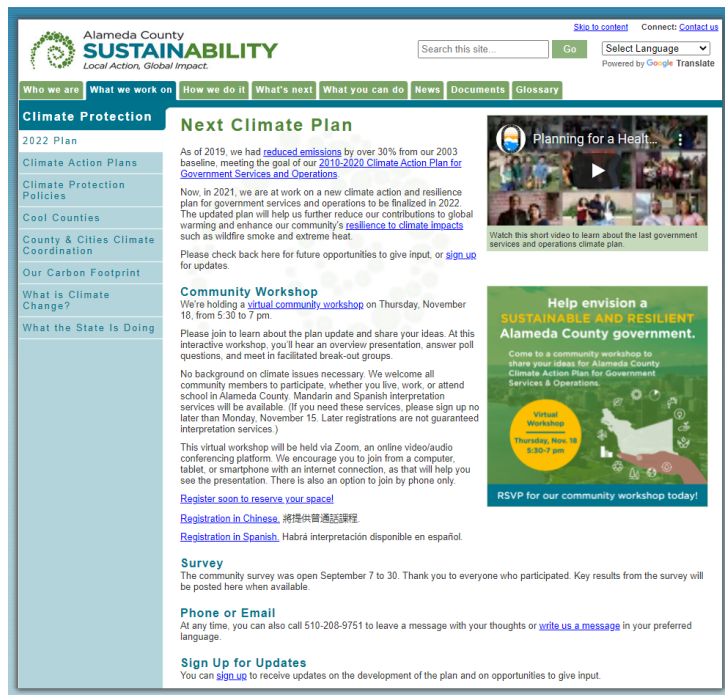 Skip to content Connect: Contact us
Alameda County
SUSTAINABILITY
Local Action, Global Impact.
Search this site... Go
Select Language
Powered by Google Translate
Who we are What we work on How we do it What's next What you can do News Documents Glossary
Climate Protection
2022 Plan
Climate Action Plans
Climate Protection
Policies
Cool Counties
County & Cities Climate
Coordination
Our Carbon Footprint
What is Climate
Change?
What the State Is Doing
Next Climate Plan
As of 2019, we had reduced emissions by over 30% from our 2003
baseline, meeting the goal of our 2010-2020 Climate Action Plan for
Government Services and Operations.
Now, in 2021, we are at work on a new climate action and resilience
plan for government services and operations to be finalized in 2022.
The updated plan will help us further reduce our contributions to global
warming and enhance our community's resilience to climate impacts
such as wildfire smoke and extreme heat.
Please check back here for future opportunities to give input, or sign up
for updates.
Community Workshop
We're holding a virtual community workshop on Thursday, November
18, from 5:30 to 7 pm.
Please join to learn about the plan update and share your ideas. At this
interactive workshop, you'll hear an overview presentation, answer poll
questions, and meet in facilitated break-out groups.
No background on climate issues necessary. We welcome all
community members to participate, whether you live, work, or attend
school in Alameda County. Mandarin and Spanish interpretation
services will be available. (If you need these services, please sign up no
later than Monday, November 15. Later registrations are not guaranteed
interpretation services.)
This virtual workshop will be held via Zoom, an online video/audio
conferencing platform. We encourage you to join from a computer,
tablet, or smartphone with an internet connection, as that will help you
see the presentation. There is also an option to join by phone only.
Register soon to reserve your space!
Registration in Chinese. 將提供普通話課程.
Registration in Spanish. Habrá interpretación disponible en español.
Survey
The community survey was open September 7 to 30. Thank you to everyone who participated. Key results from the survey will
be posted here when available.
Phone or Email
At any time, you can also call 510-208-9751 to leave a message with your thoughts or write us a message in your preferred
language.
Sign Up for Updates
You can sign up to receive updates on the development of the plan and on opportunities to give input.
Planning for a Healt...
Watch this short video to learn about the last government
services and operations climate plan.
Help envision a
SUSTAINABLE AND RESILIENT
Alameda County government.
Come to a community workshop to
share your ideas for Alameda County
Climate Action Plan for Government
Services & Operations.
Virtual
Workshop
Thursday, Nov. 18
5:30-7 pm
RSVP for our community workshop today!